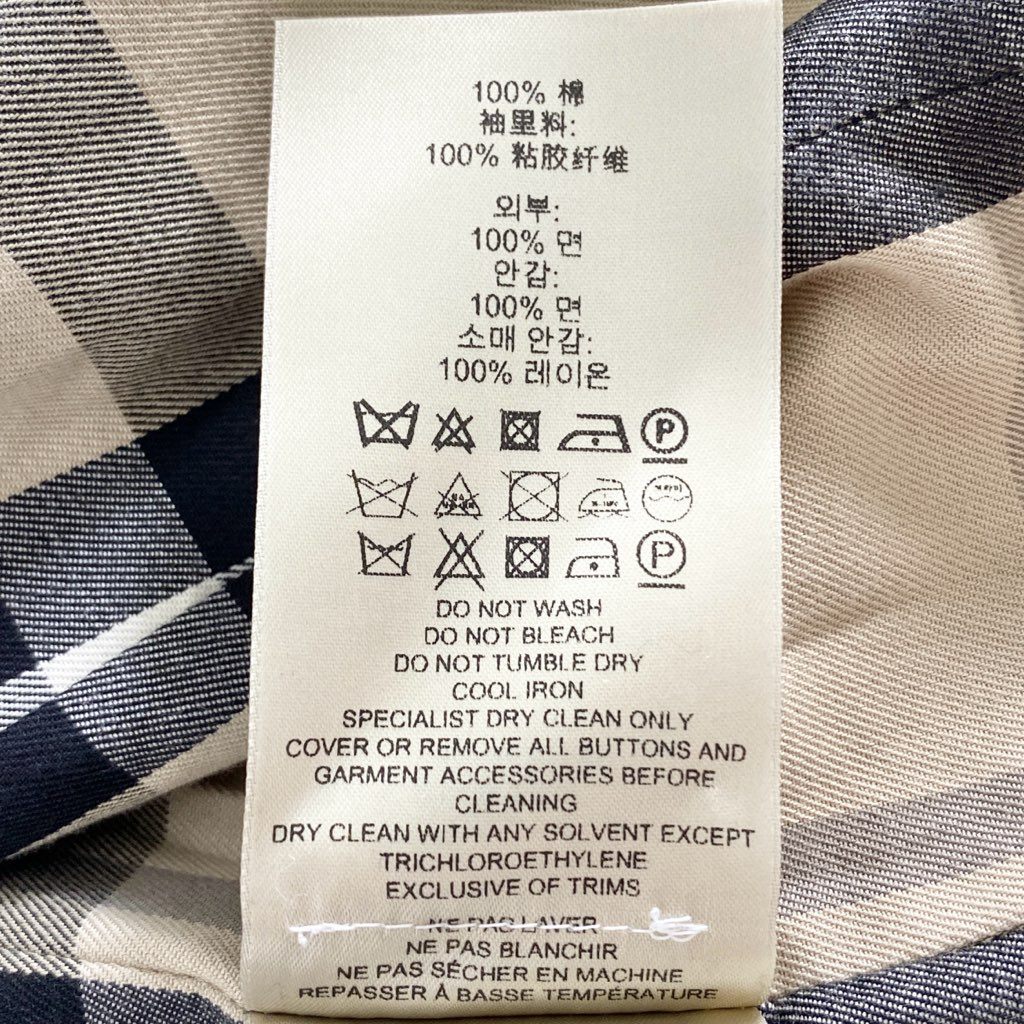 100% 棉
袖里料:
100% 粘胶纤维
외부:
100% 면
안감:
100% 면
소매 안감:
100% 레이온
P
P
DO NOT WASH
DO NOT BLEACH
DO NOT TUMBLE DRY
COOL IRON
SPECIALIST DRY CLEAN ONLY
COVER OR REMOVE ALL BUTTONS AND
GARMENT ACCESSORIES BEFORE
CLEANING
DRY CLEAN WITH ANY SOLVENT EXCEPT
TRICHLOROETHYLENE
EXCLUSIVE OF TRIMS
NE PAS LAVER
NE PAS BLANCHIR
NE PAS SÉCHER EN MACHINE
REPASSER À BASSE TEMPÉRATURE